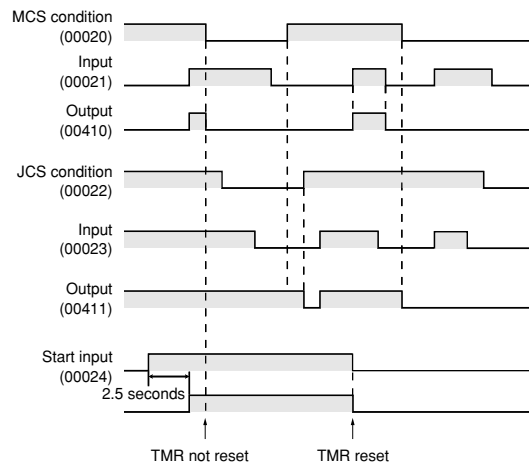 MCS condition
(00020)
Input
(00021)
Output
(00410)
JCS condition
(00022)
Input
(00023)
Output
(00411)
Start input
(00024)
2.5 seconds
TMR not reset
TMR reset